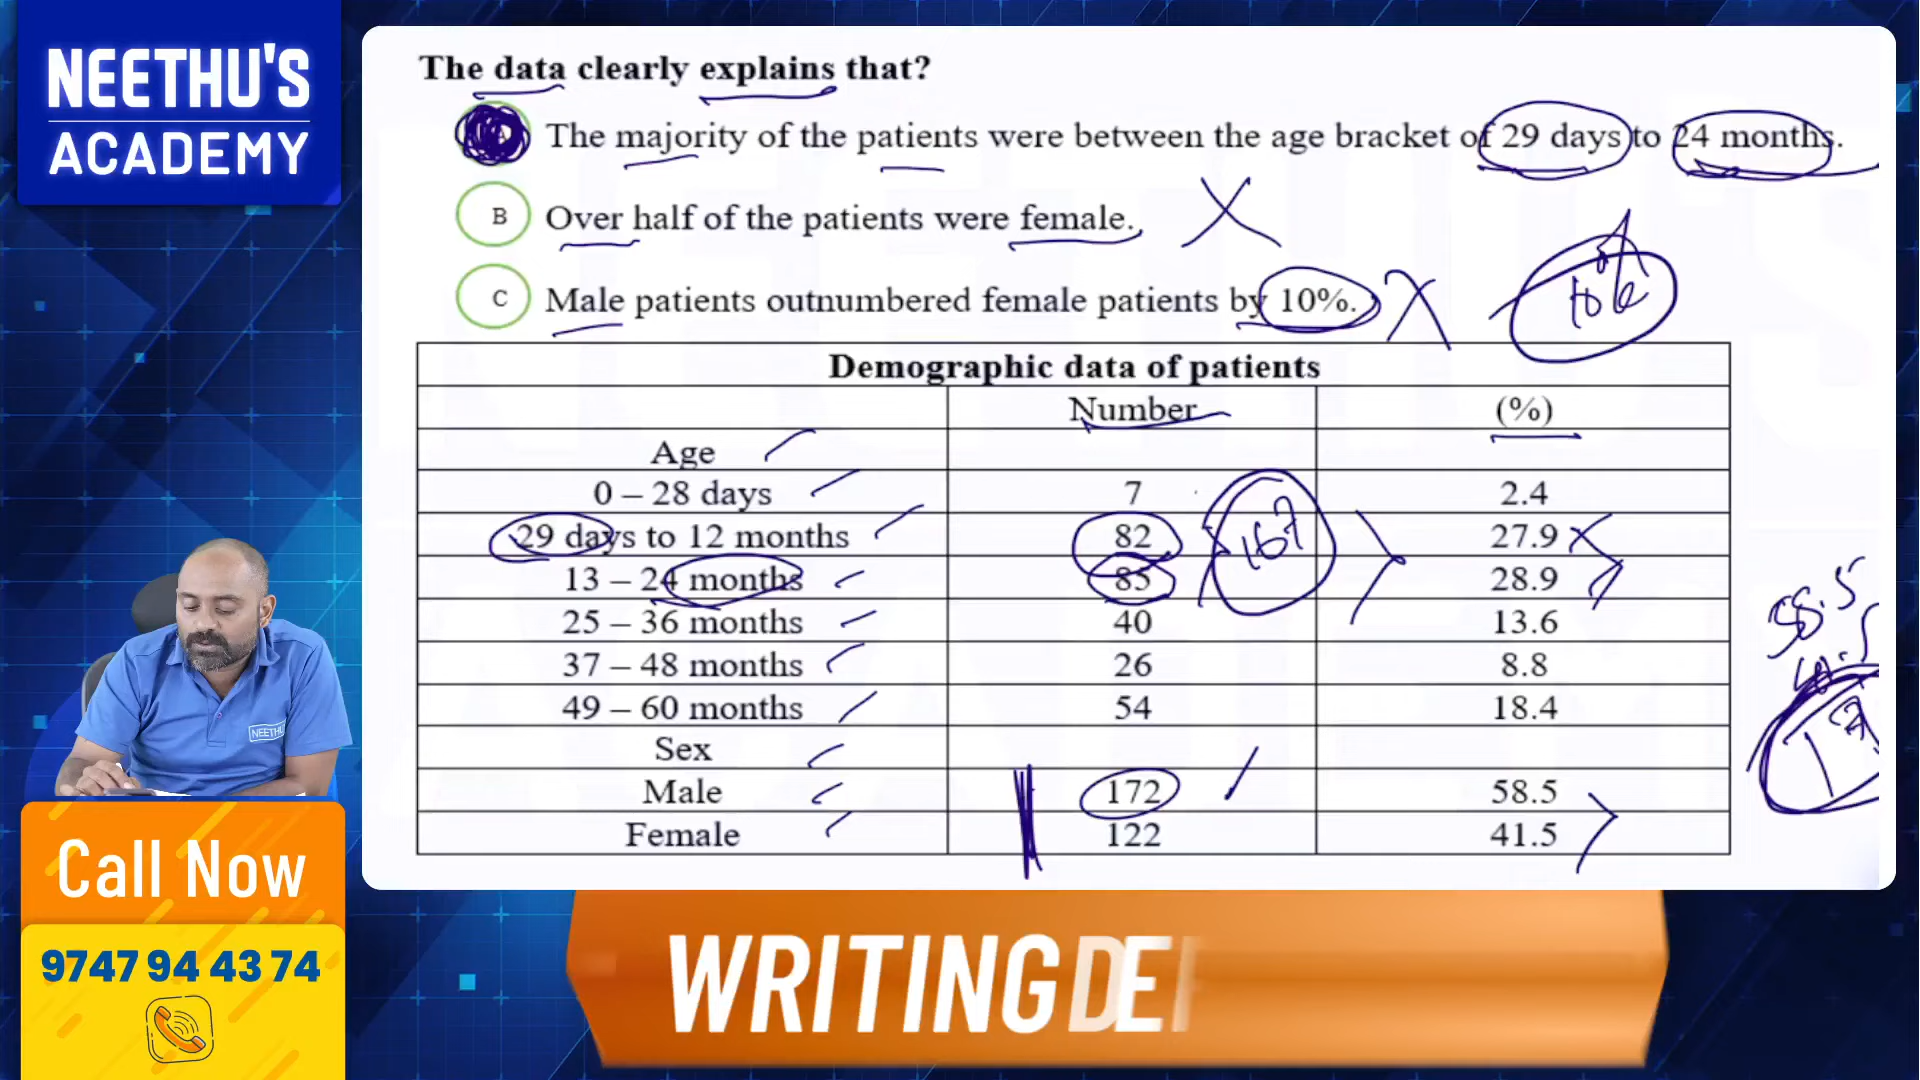 NEETHU'S
ACADEMY
The data clearly explains that?
The majority of the patients were between the age bracket of 29 days to 24 months.
B Over half of the patients were female.
C Male patients outnumbered female patients by 10%.
Demographic data of patients
Number (%)
Age
0 – 28 days 7 2.4
29 days to 12 months 82 27.9
13 – 24 months 85 28.9
25 – 36 months 40 13.6
37 – 48 months 26 8.8
49 – 60 months 54 18.4
Sex
Male 172 58.5
Female 122 41.5
167
58.5
NEETHU
Call Now
9747 94 43 74
WRITING DE